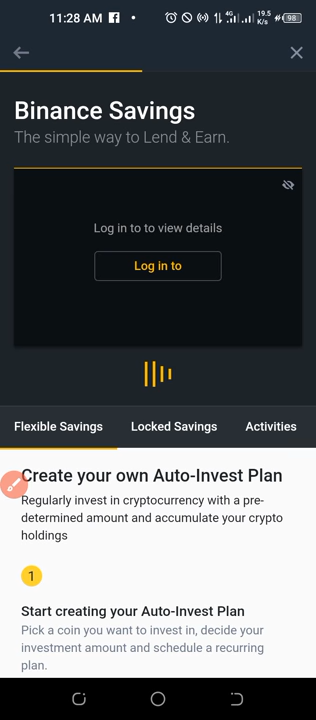 11:28 AM
4G
19.5
K/s
98
Binance Savings
The simple way to Lend & Earn.
Log in to to view details
Log in to
Flexible Savings Locked Savings Activities
Create your own Auto-Invest Plan
Regularly invest in cryptocurrency with a pre-
determined amount and accumulate your crypto
holdings
1
Start creating your Auto-Invest Plan
Pick a coin you want to invest in, decide your
investment amount and schedule a recurring
plan.